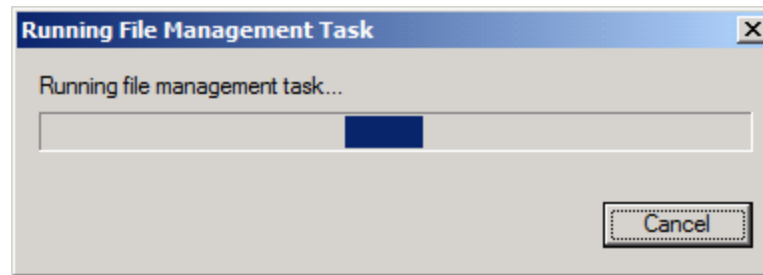 Running File Management Task
Running file management task...
Cancel